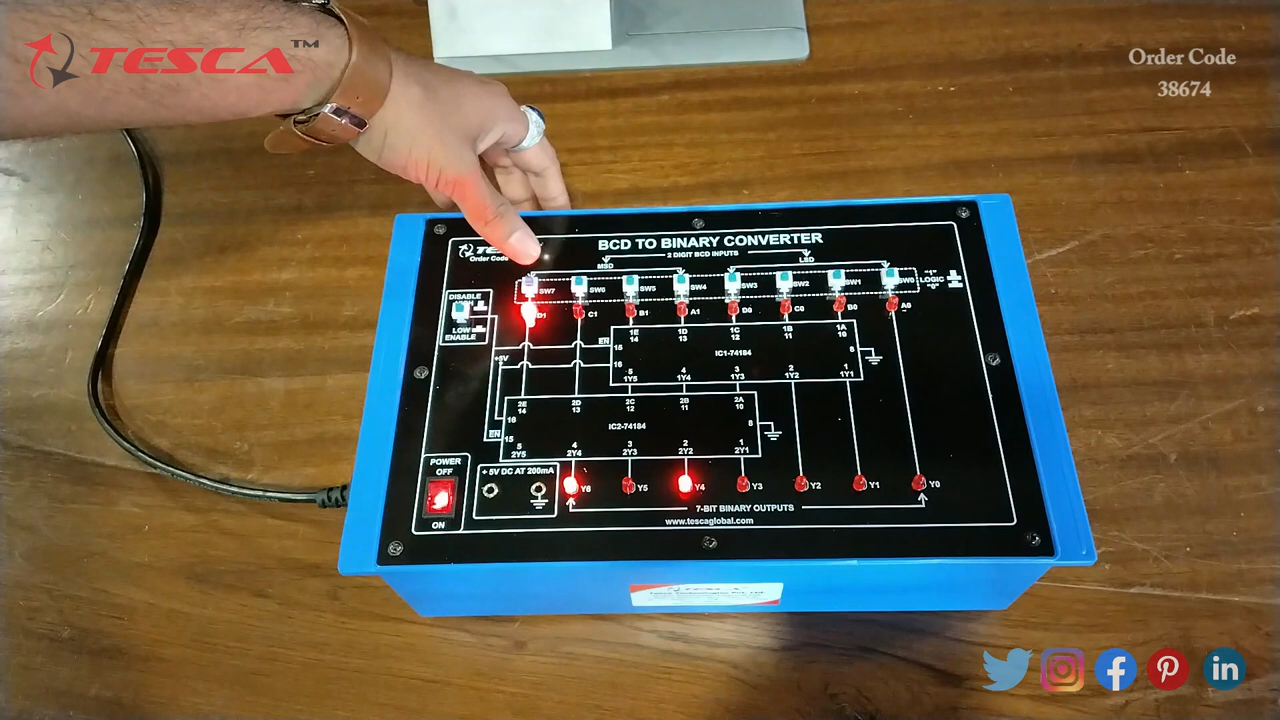 TESCA™
Order Code
38674
BCD TO BINARY CONVERTER
2 DIGIT BCD INPUTS
MSD
LSD
Order Code
SW7 SW6 SW5 SW4 SW3 SW2 SW1 SW0
"1"
LOGIC
"0"
DISABLE
HIGH
LOW
ENABLE
D1 C1 B1 A1 D0 C0 B0 A0
1E 1D 1C 1B 1A
14 13 12 11 10
EN 15
IC1-74184
8
+5V
16
5 4 3 2 1
1Y5 1Y4 1Y3 1Y2 1Y1
2E 2D 2C 2B 2A
14 13 12 11 10
16
IC2-74184
8
EN 15
5 4 3 2 1
2Y5 2Y4 2Y3 2Y2 2Y1
POWER
OFF
ON
+ 5V DC AT 200mA
Y6 Y5 Y4 Y3 Y2 Y1 Y0
7-BIT BINARY OUTPUTS
www.tescaglobal.com